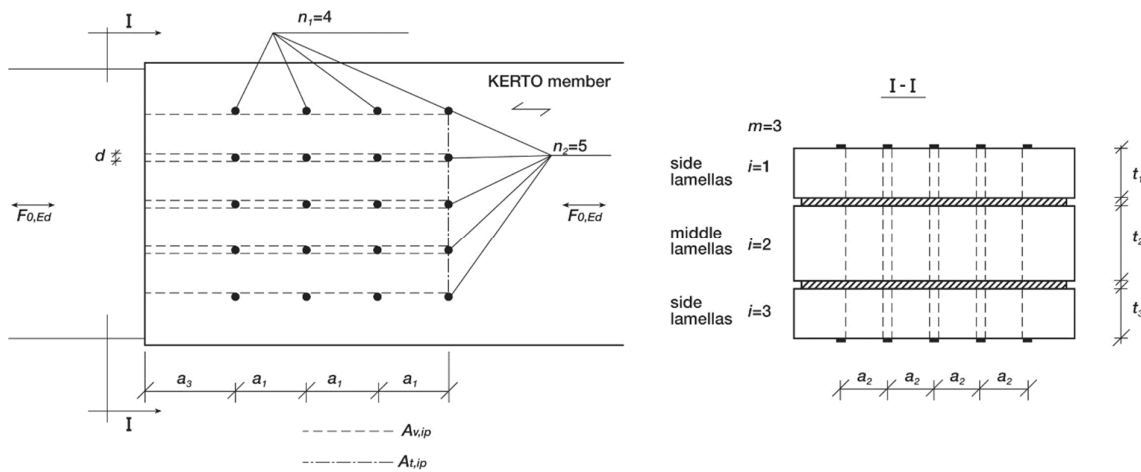 I
n₁=4
KERTO member
d
n₂=5
F₀,Ed
F₀,Ed
a₃ a₁ a₁ a₁
I
Aᵥ,ip
Aₜ,ip
I - I
m=3
side
lamellas i=1
t₁
middle
lamellas i=2
t₂
side
lamellas i=3
t₃
a₂ a₂ a₂ a₂